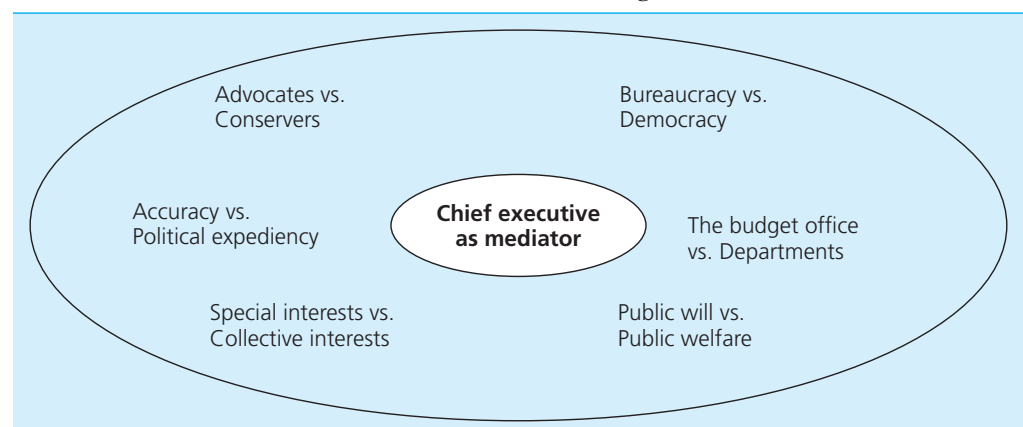 Advocates vs.
Conservers
Bureaucracy vs.
Democracy
Accuracy vs.
Political expediency
Chief executive
as mediator
The budget office
vs. Departments
Special interests vs.
Collective interests
Public will vs.
Public welfare